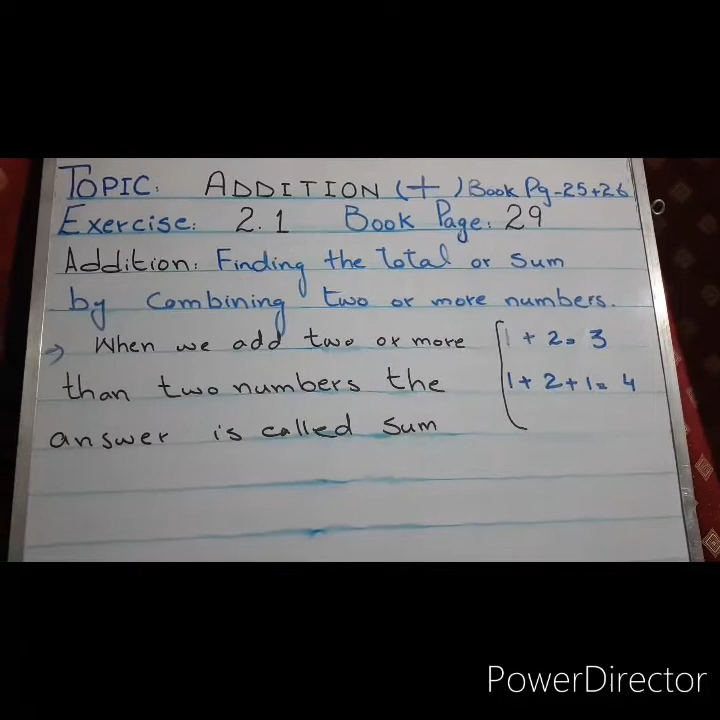 TOPIC: ADDITION (+) Book Pg-25+26
Exercise: 2.1 Book Page: 29
Addition: Finding the Total or sum
by Combining two or more numbers.
→ When we add two or more
than two numbers the
answer is called sum
1 + 2 = 3
1 + 2 + 1 = 4
PowerDirector